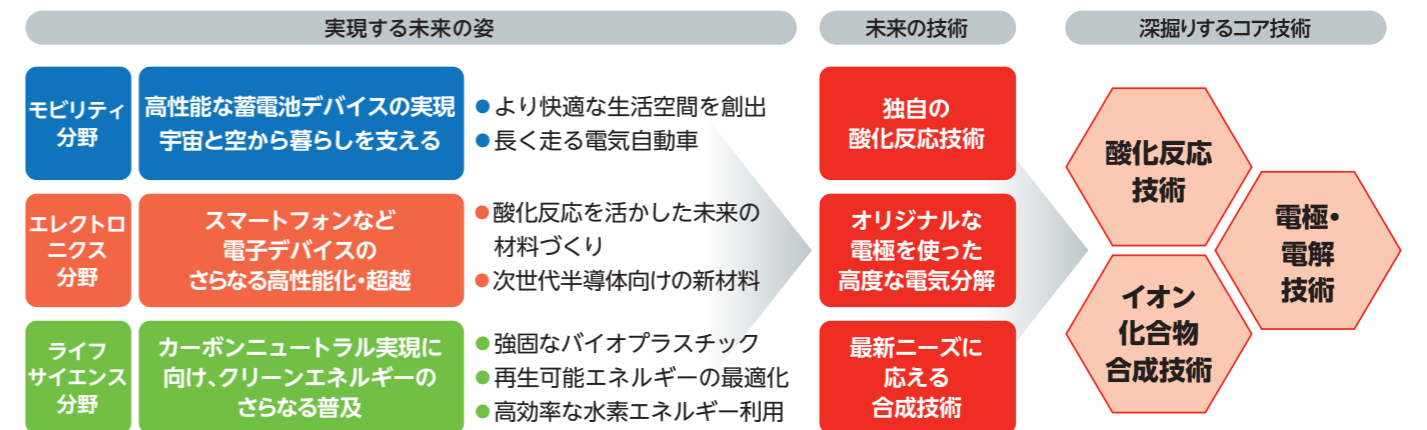 実現する未来の姿
未来の技術
深掘りするコア技術
モビリティ
分野
高性能な蓄電池デバイスの実現
宇宙と空から暮らしを支える
●より快適な生活空間を創出
●長く走る電気自動車
独自の
酸化反応技術
エレクトロ
ニクス
分野
スマートフォンなど
電子デバイスの
さらなる高性能化・超越
●酸化反応を活かした未来の
材料づくり
●次世代半導体向けの新材料
オリジナルな
電極を使った
高度な電気分解
ライフ
サイエンス
分野
カーボンニュートラル実現に
向け、クリーンエネルギーの
さらなる普及
●強固なバイオプラスチック
●再生可能エネルギーの最適化
●高効率な水素エネルギー利用
最新ニーズに
応える
合成技術
酸化反応
技術
電極・
電解
技術
イオン
化合物
合成技術